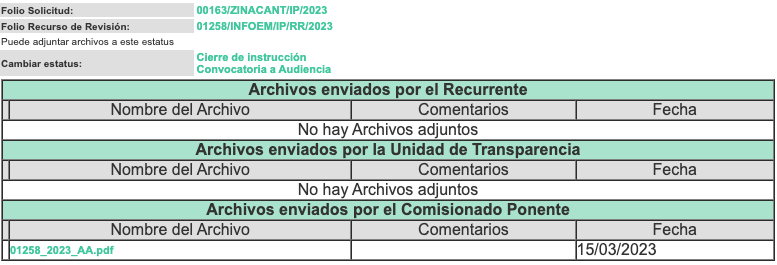 Folio Solicitud: 00163/ZINACANT/IP/2023
Folio Recurso de Revisión: 01258/INFOEM/IP/RR/2023
Puede adjuntar archivos a este estatus
Cambiar estatus: Cierre de instrucción
Convocatoria a Audiencia
Archivos enviados por el Recurrente
Nombre del Archivo Comentarios Fecha
No hay Archivos adjuntos
Archivos enviados por la Unidad de Transparencia
Nombre del Archivo Comentarios Fecha
No hay Archivos adjuntos
Archivos enviados por el Comisionado Ponente
Nombre del Archivo Comentarios Fecha
01258_2023_AA.pdf 15/03/2023